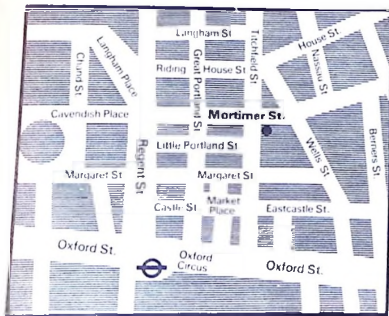 Langham St
Titchfield St
House St
Nassau St
Langham Place
Chand St
Riding House St
Great Portland St
Cavendish Place
Mortimer St.
Regent St
Little Portland St
Wells St
Berners St
Margaret St
Margaret St
Castle St
Market
Place
Eastcastle St.
Oxford St.
Oxford
Circus
Oxford St.